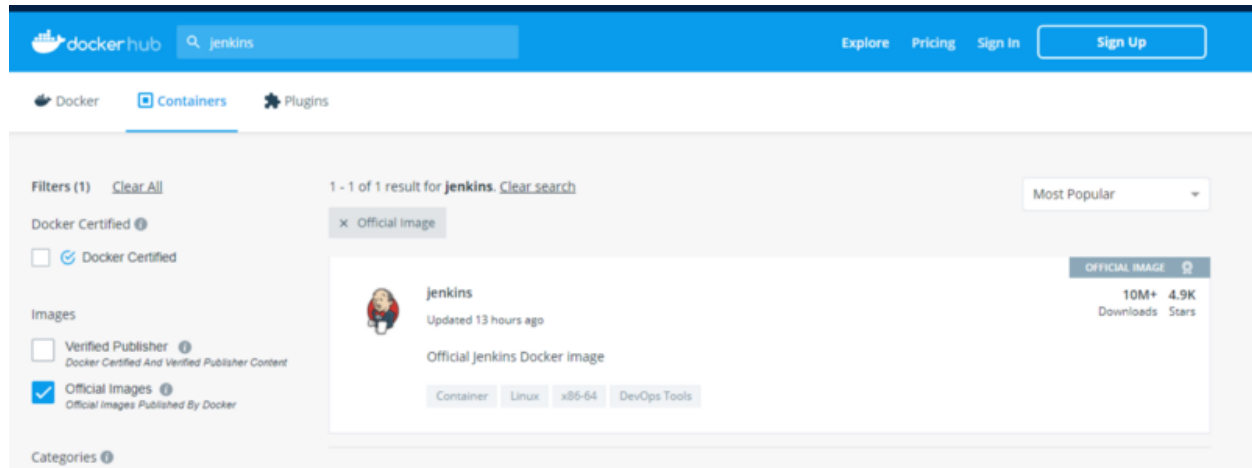 dockerhub jenkins Explore Pricing Sign In Sign Up
Docker Containers Plugins
Filters (1) Clear All
1 - 1 of 1 result for jenkins. Clear search
Most Popular
Docker Certified
Official Image
Docker Certified
OFFICIAL IMAGE
jenkins
10M+ 4.9K
Downloads Stars
Updated 13 hours ago
Official Jenkins Docker image
Container Linux x86-64 DevOps Tools
Images
Verified Publisher
Docker Certified And Verified Publisher Content
Official Images
Official Images Published By Docker
Categories